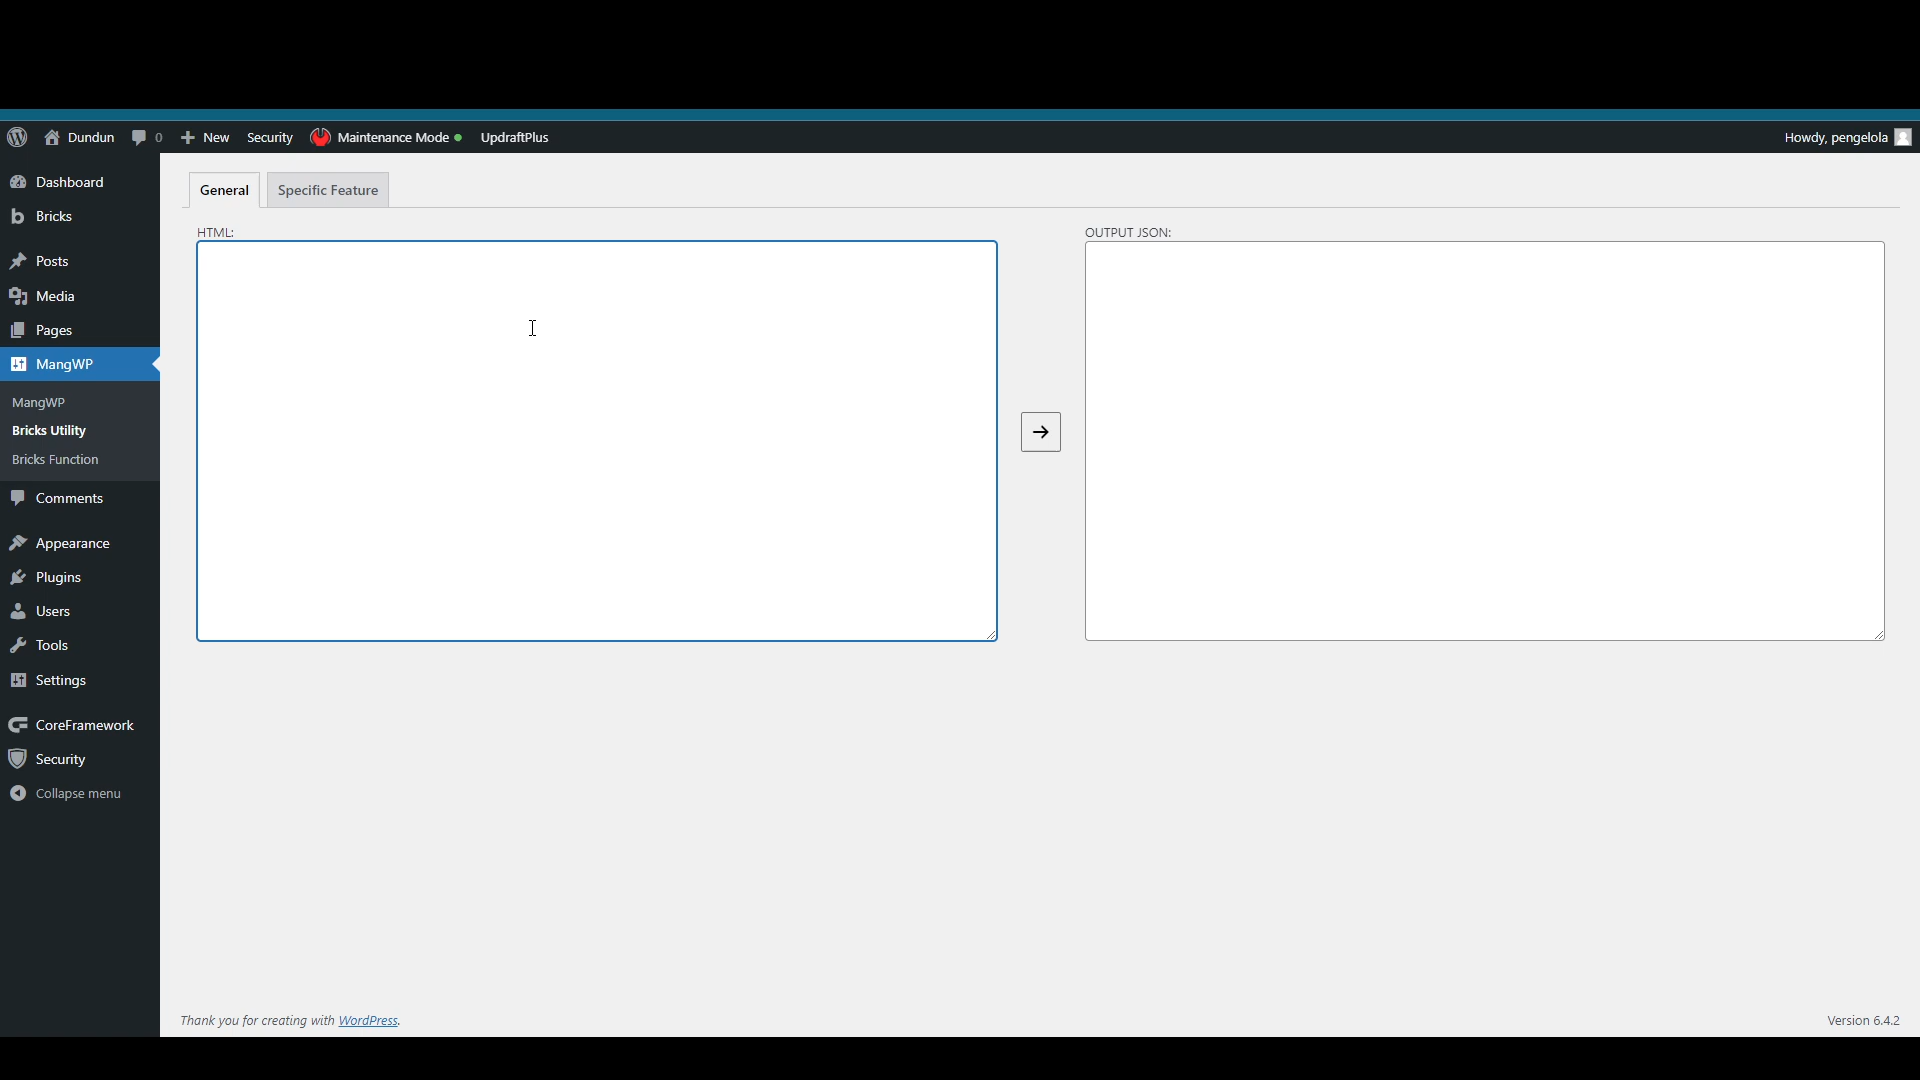 Dundun 0 New Security Maintenance Mode UpdraftPlus Howdy, pengelola
Dashboard
Bricks
Posts
Media
Pages
MangWP
MangWP
Bricks Utility
Bricks Function
Comments
Appearance
Plugins
Users
Tools
Settings
CoreFramework
Security
Collapse menu
General Specific Feature
HTML:
OUTPUT JSON:
Thank you for creating with WordPress.
Version 6.4.2